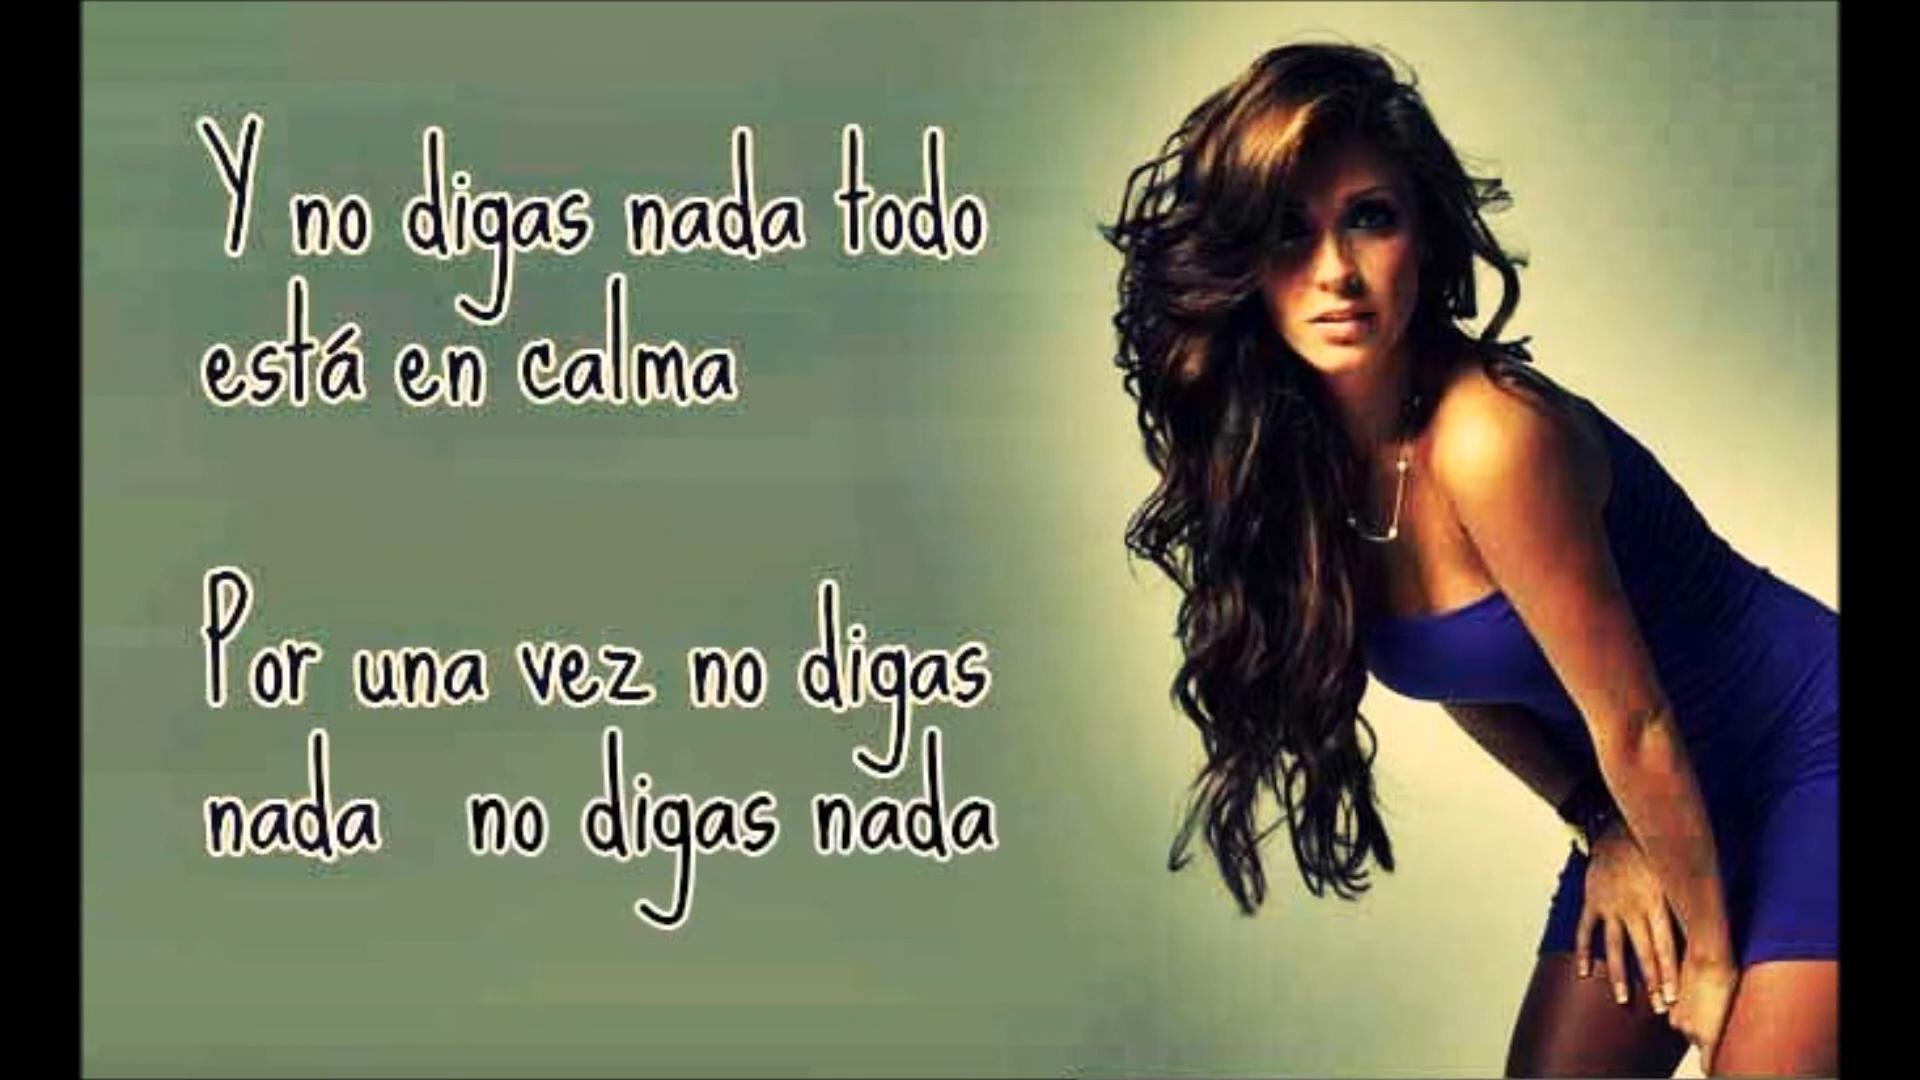 Y no digas nada todo
está en calma
Por una vez no digas
nada no digas nada